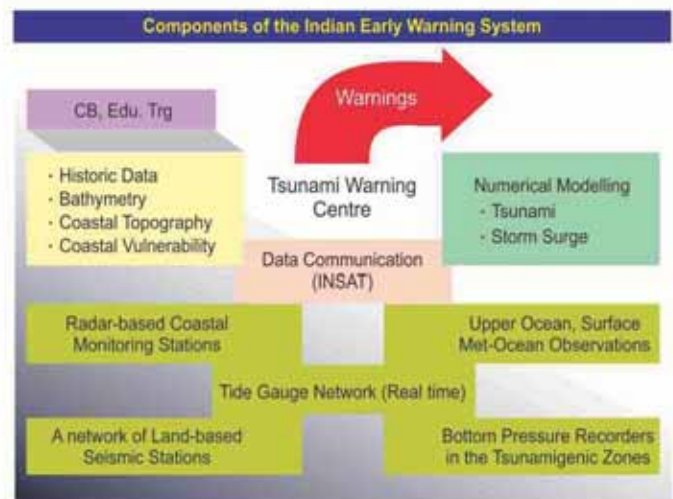 Components of the Indian Early Warning System
CB, Edu. Trg
Warnings
· Historic Data
· Bathymetry
· Coastal Topography
· Coastal Vulnerability
Tsunami Warning
Centre
Numerical Modelling
· Tsunami
· Storm Surge
Data Communication
(INSAT)
Radar-based Coastal
Monitoring Stations
Upper Ocean, Surface
Met-Ocean Observations
Tide Gauge Network (Real time)
A network of Land-based
Seismic Stations
Bottom Pressure Recorders
in the Tsunamigenic Zones